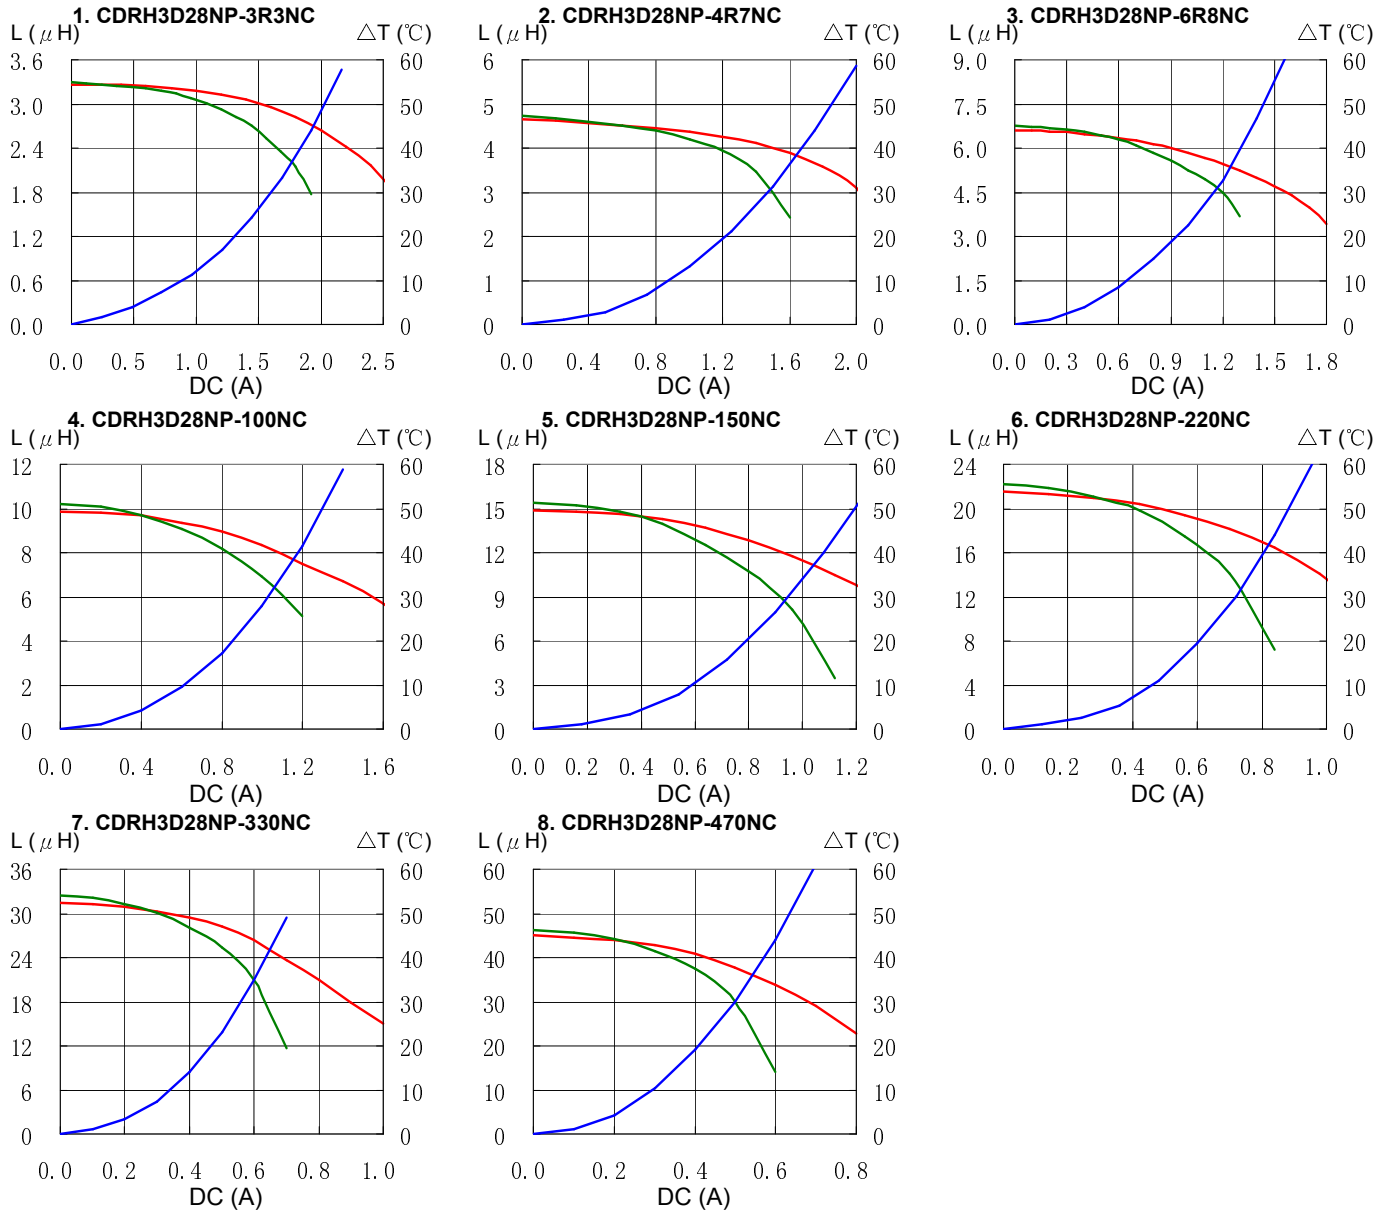 1. CDRH3D28NP-3R3NC
L (μH) △T (℃)
3.6 60
3.0 50
2.4 40
1.8 30
1.2 20
0.6 10
0.0 0
0.0 0.5 1.0 1.5 2.0 2.5
DC (A)
2. CDRH3D28NP-4R7NC
L (μH) △T (℃)
6 60
5 50
4 40
3 30
2 20
1 10
0 0
0.0 0.4 0.8 1.2 1.6 2.0
DC (A)
3. CDRH3D28NP-6R8NC
L (μH) △T (℃)
9.0 60
7.5 50
6.0 40
4.5 30
3.0 20
1.5 10
0.0 0
0.0 0.3 0.6 0.9 1.2 1.5 1.8
DC (A)
4. CDRH3D28NP-100NC
L (μH) △T (℃)
12 60
10 50
8 40
6 30
4 20
2 10
0 0
0.0 0.4 0.8 1.2 1.6
DC (A)
5. CDRH3D28NP-150NC
L (μH) △T (℃)
18 60
15 50
12 40
9 30
6 20
3 10
0 0
0.0 0.2 0.4 0.6 0.8 1.0 1.2
DC (A)
6. CDRH3D28NP-220NC
L (μH) △T (℃)
24 60
20 50
16 40
12 30
8 20
4 10
0 0
0.0 0.2 0.4 0.6 0.8 1.0
DC (A)
7. CDRH3D28NP-330NC
L (μH) △T (℃)
36 60
30 50
24 40
18 30
12 20
6 10
0 0
0.0 0.2 0.4 0.6 0.8 1.0
DC (A)
8. CDRH3D28NP-470NC
L (μH) △T (℃)
60 60
50 50
40 40
30 30
20 20
10 10
0 0
0.0 0.2 0.4 0.6 0.8
DC (A)